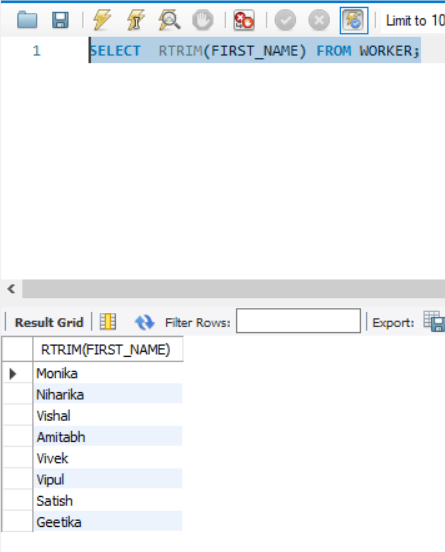 Limit to 10
1 SELECT RTRIM(FIRST_NAME) FROM WORKER;
Result Grid Filter Rows: Export:
RTRIM(FIRST_NAME)
Monika
Niharika
Vishal
Amitabh
Vivek
Vipul
Satish
Geetika